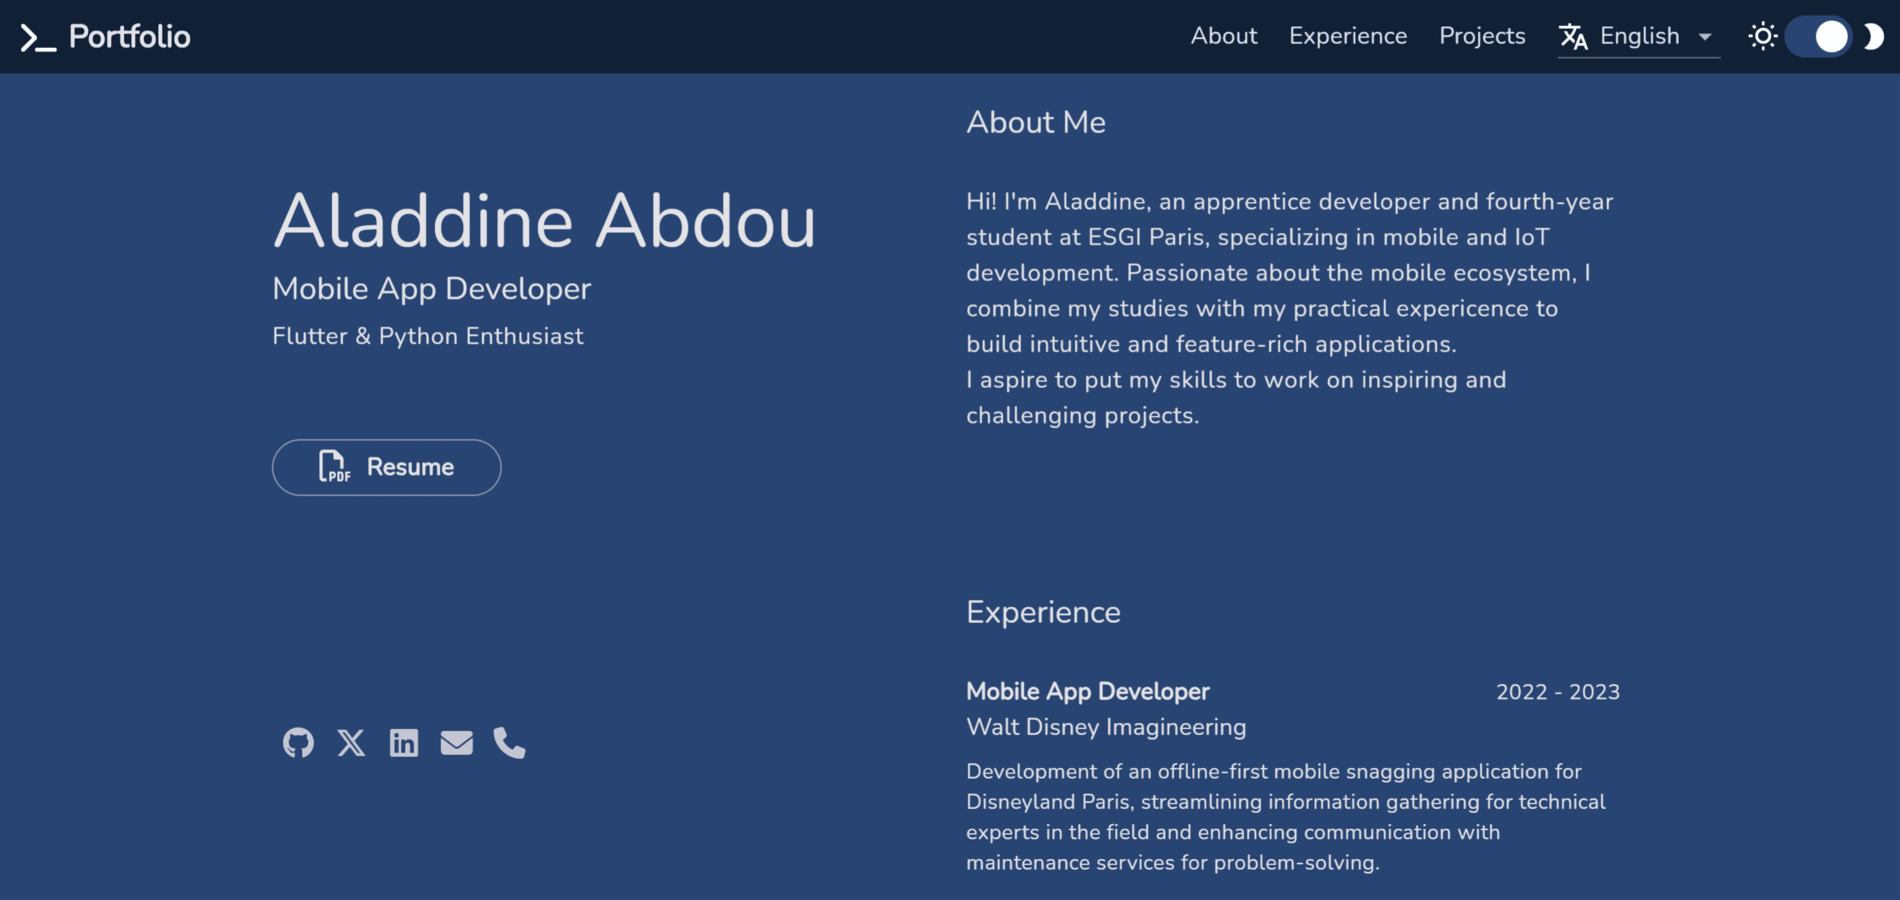 Portfolio
About
Experience
Projects
English
Aladdine Abdou
Mobile App Developer
Flutter & Python Enthusiast
PDF Resume
About Me
Hi! I'm Aladdine, an apprentice developer and fourth-year
student at ESGI Paris, specializing in mobile and IoT
development. Passionate about the mobile ecosystem, I
combine my studies with my practical expericence to
build intuitive and feature-rich applications.
I aspire to put my skills to work on inspiring and
challenging projects.
Experience
Mobile App Developer 2022 - 2023
Walt Disney Imagineering
Development of an offline-first mobile snagging application for
Disneyland Paris, streamlining information gathering for technical
experts in the field and enhancing communication with
maintenance services for problem-solving.